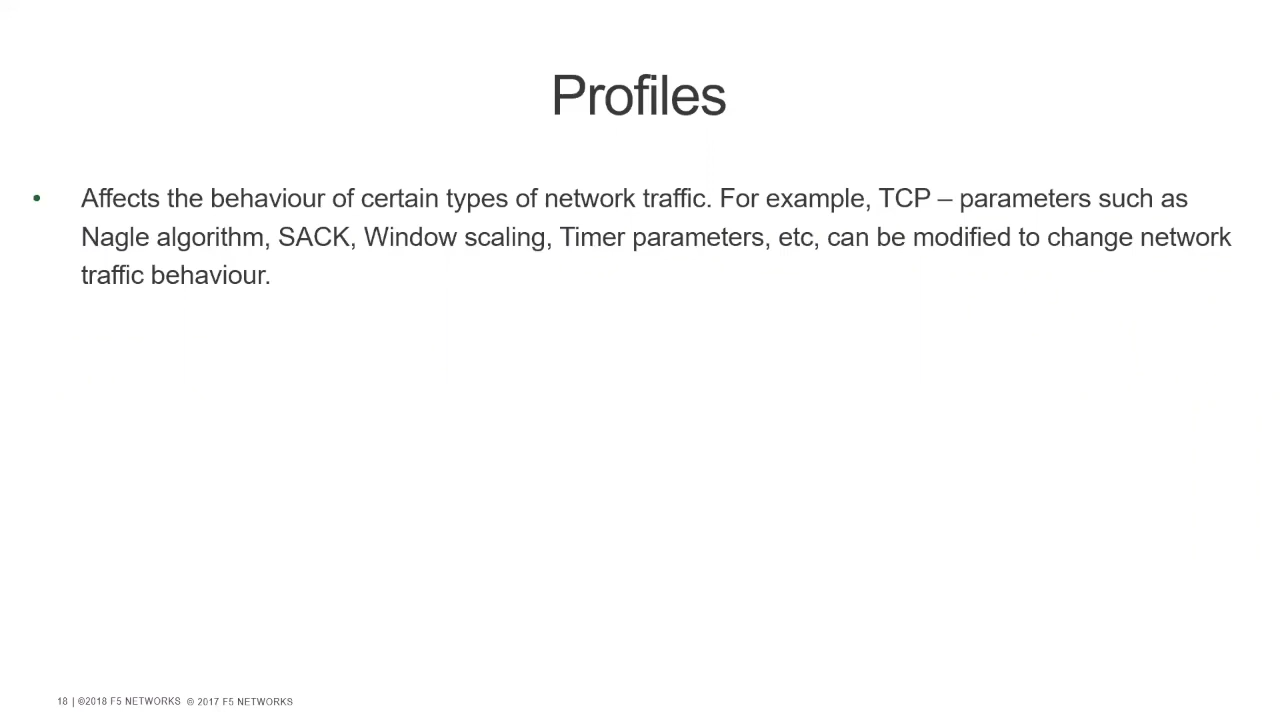 Profiles
• Affects the behaviour of certain types of network traffic. For example, TCP – parameters such as
Nagle algorithm, SACK, Window scaling, Timer parameters, etc, can be modified to change network
traffic behaviour.
18 | ©2018 F5 NETWORKS © 2017 F5 NETWORKS